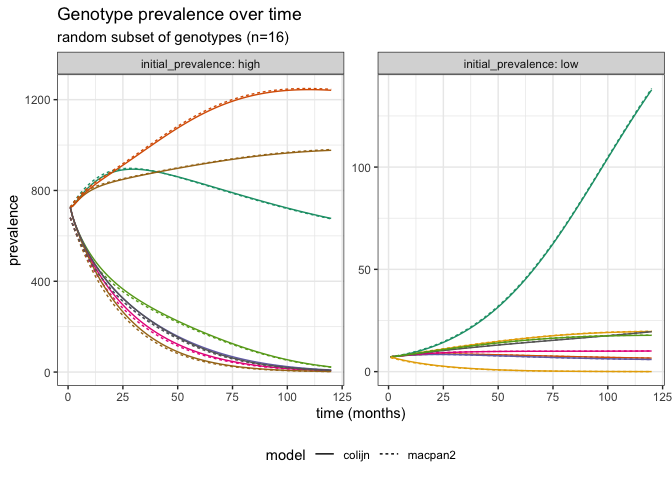 Genotype prevalence over time
random subset of genotypes (n=16)
initial_prevalence: high
initial_prevalence: low
prevalence
1200
800
400
0
100
50
0
0 25 50 75 100 125
0 25 50 75 100 125
time (months)
model colijn macpan2